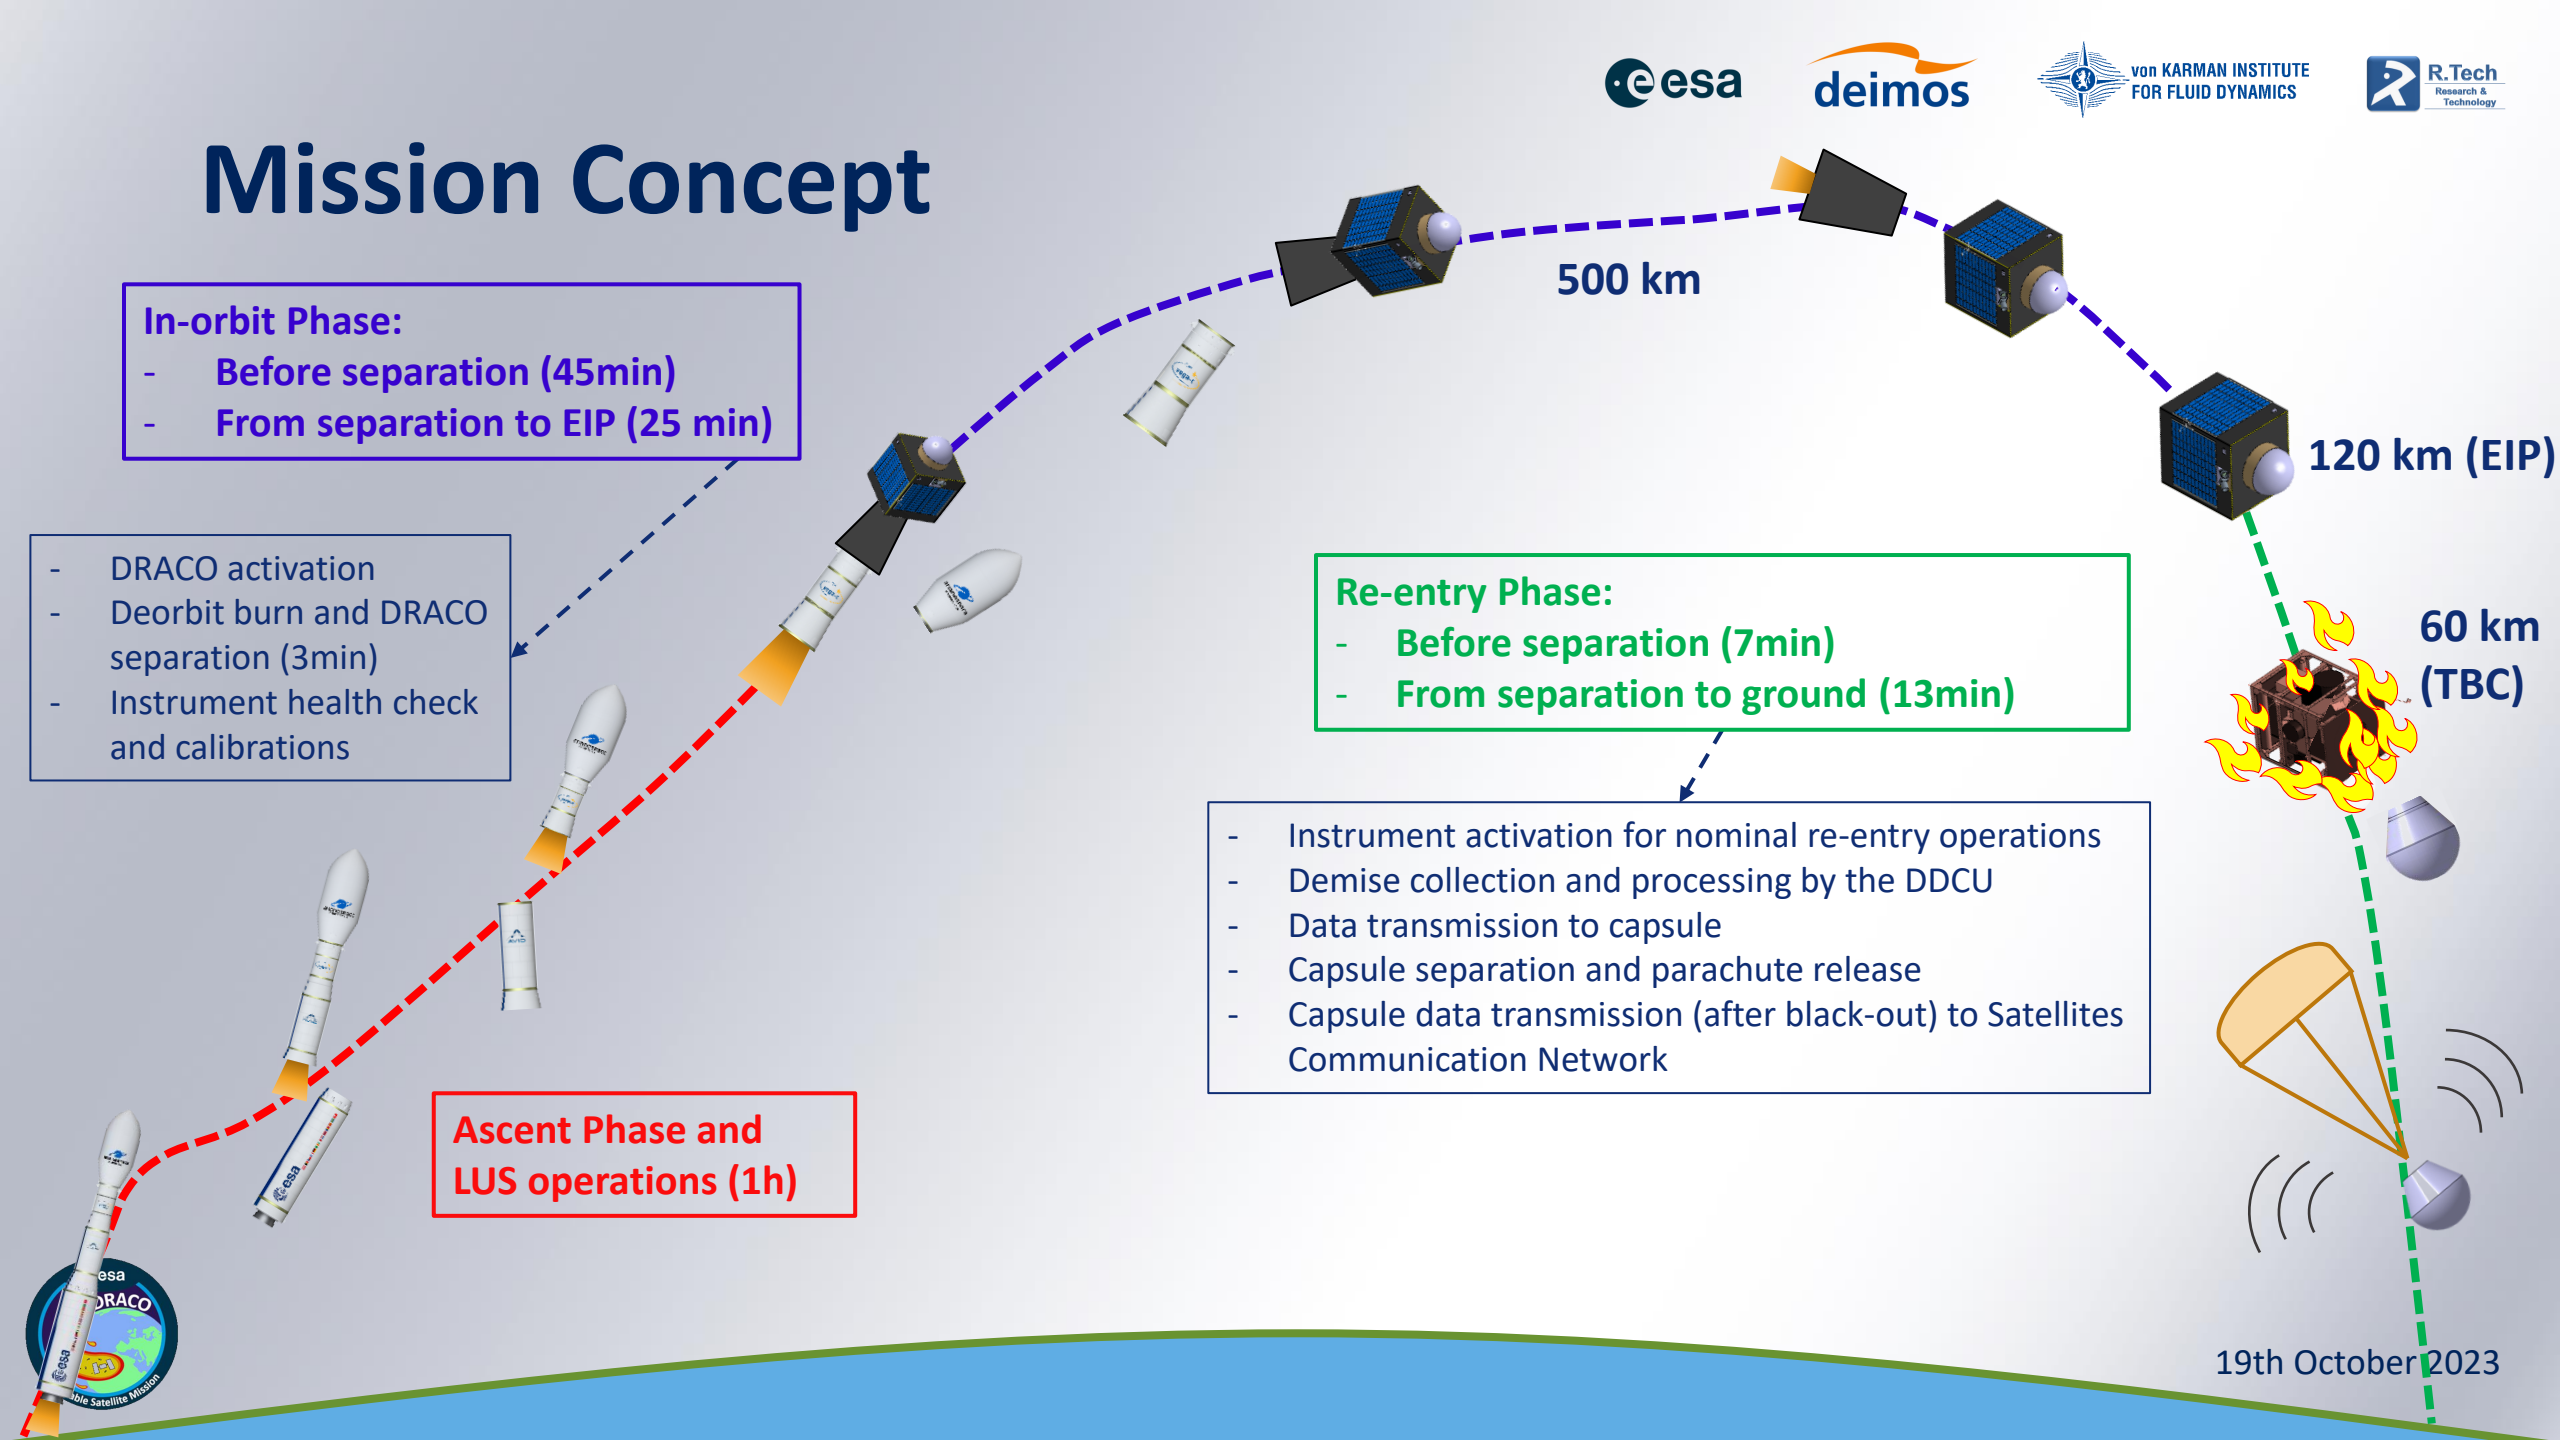 esa
deimos
von KARMAN INSTITUTE
FOR FLUID DYNAMICS
R.Tech
Research &
Technology
Mission Concept
In-orbit Phase:
- Before separation (45min)
- From separation to EIP (25 min)
500 km
120 km (EIP)
- DRACO activation
- Deorbit burn and DRACO
separation (3min)
- Instrument health check
and calibrations
Re-entry Phase:
- Before separation (7min)
- From separation to ground (13min)
60 km
(TBC)
- Instrument activation for nominal re-entry operations
- Demise collection and processing by the DDCU
- Data transmission to capsule
- Capsule separation and parachute release
- Capsule data transmission (after black-out) to Satellites
Communication Network
Ascent Phase and
LUS operations (1h)
esa
esa
DRACO
esa
Satellite Mission
19th October 2023